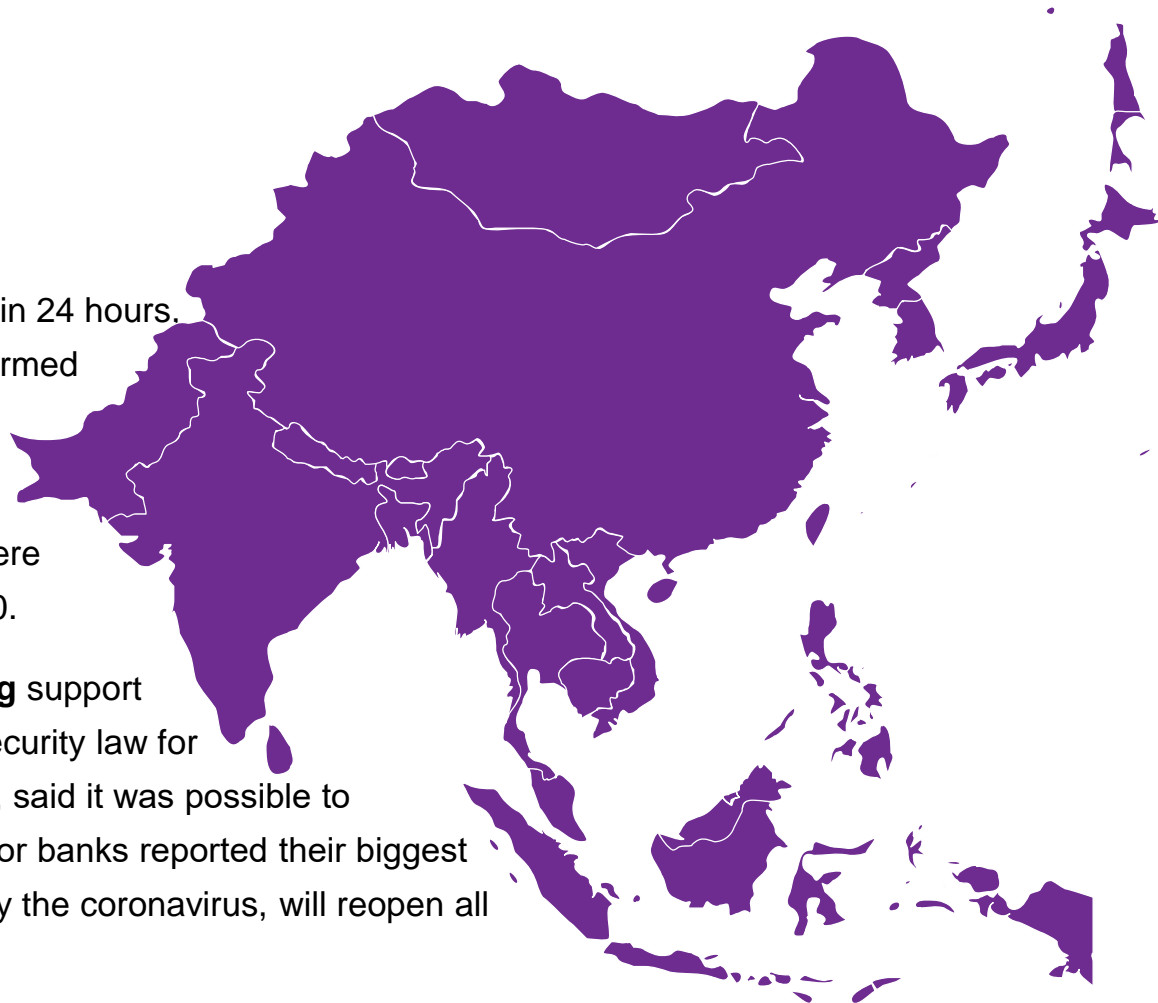 in 24 hours.
rmed
ere
0.
g support
ecurity law for
said it was possible to
or banks reported their biggest
y the coronavirus, will reopen all